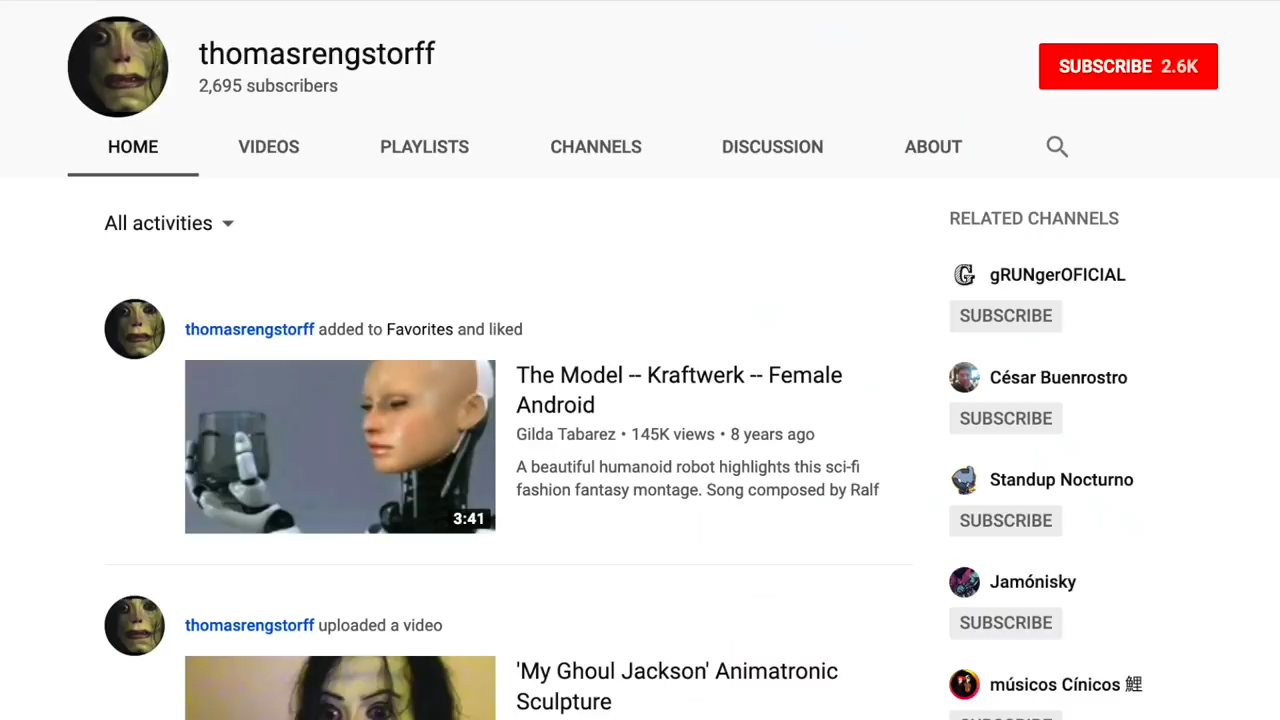 thomasrengstorff
2,695 subscribers
SUBSCRIBE 2.6K
HOME VIDEOS PLAYLISTS CHANNELS DISCUSSION ABOUT
All activities
thomasrengstorff added to Favorites and liked
3:41
The Model -- Kraftwerk -- Female
Android
Gilda Tabarez • 145K views • 8 years ago
A beautiful humanoid robot highlights this sci-fi
fashion fantasy montage. Song composed by Ralf
thomasrengstorff uploaded a video
'My Ghoul Jackson' Animatronic
Sculpture
RELATED CHANNELS
G
gRUNgerOFICIAL
SUBSCRIBE
César Buenrostro
SUBSCRIBE
Standup Nocturno
SUBSCRIBE
Jamónisky
SUBSCRIBE
músicos Cínicos 鯉
SUBSCRIBE